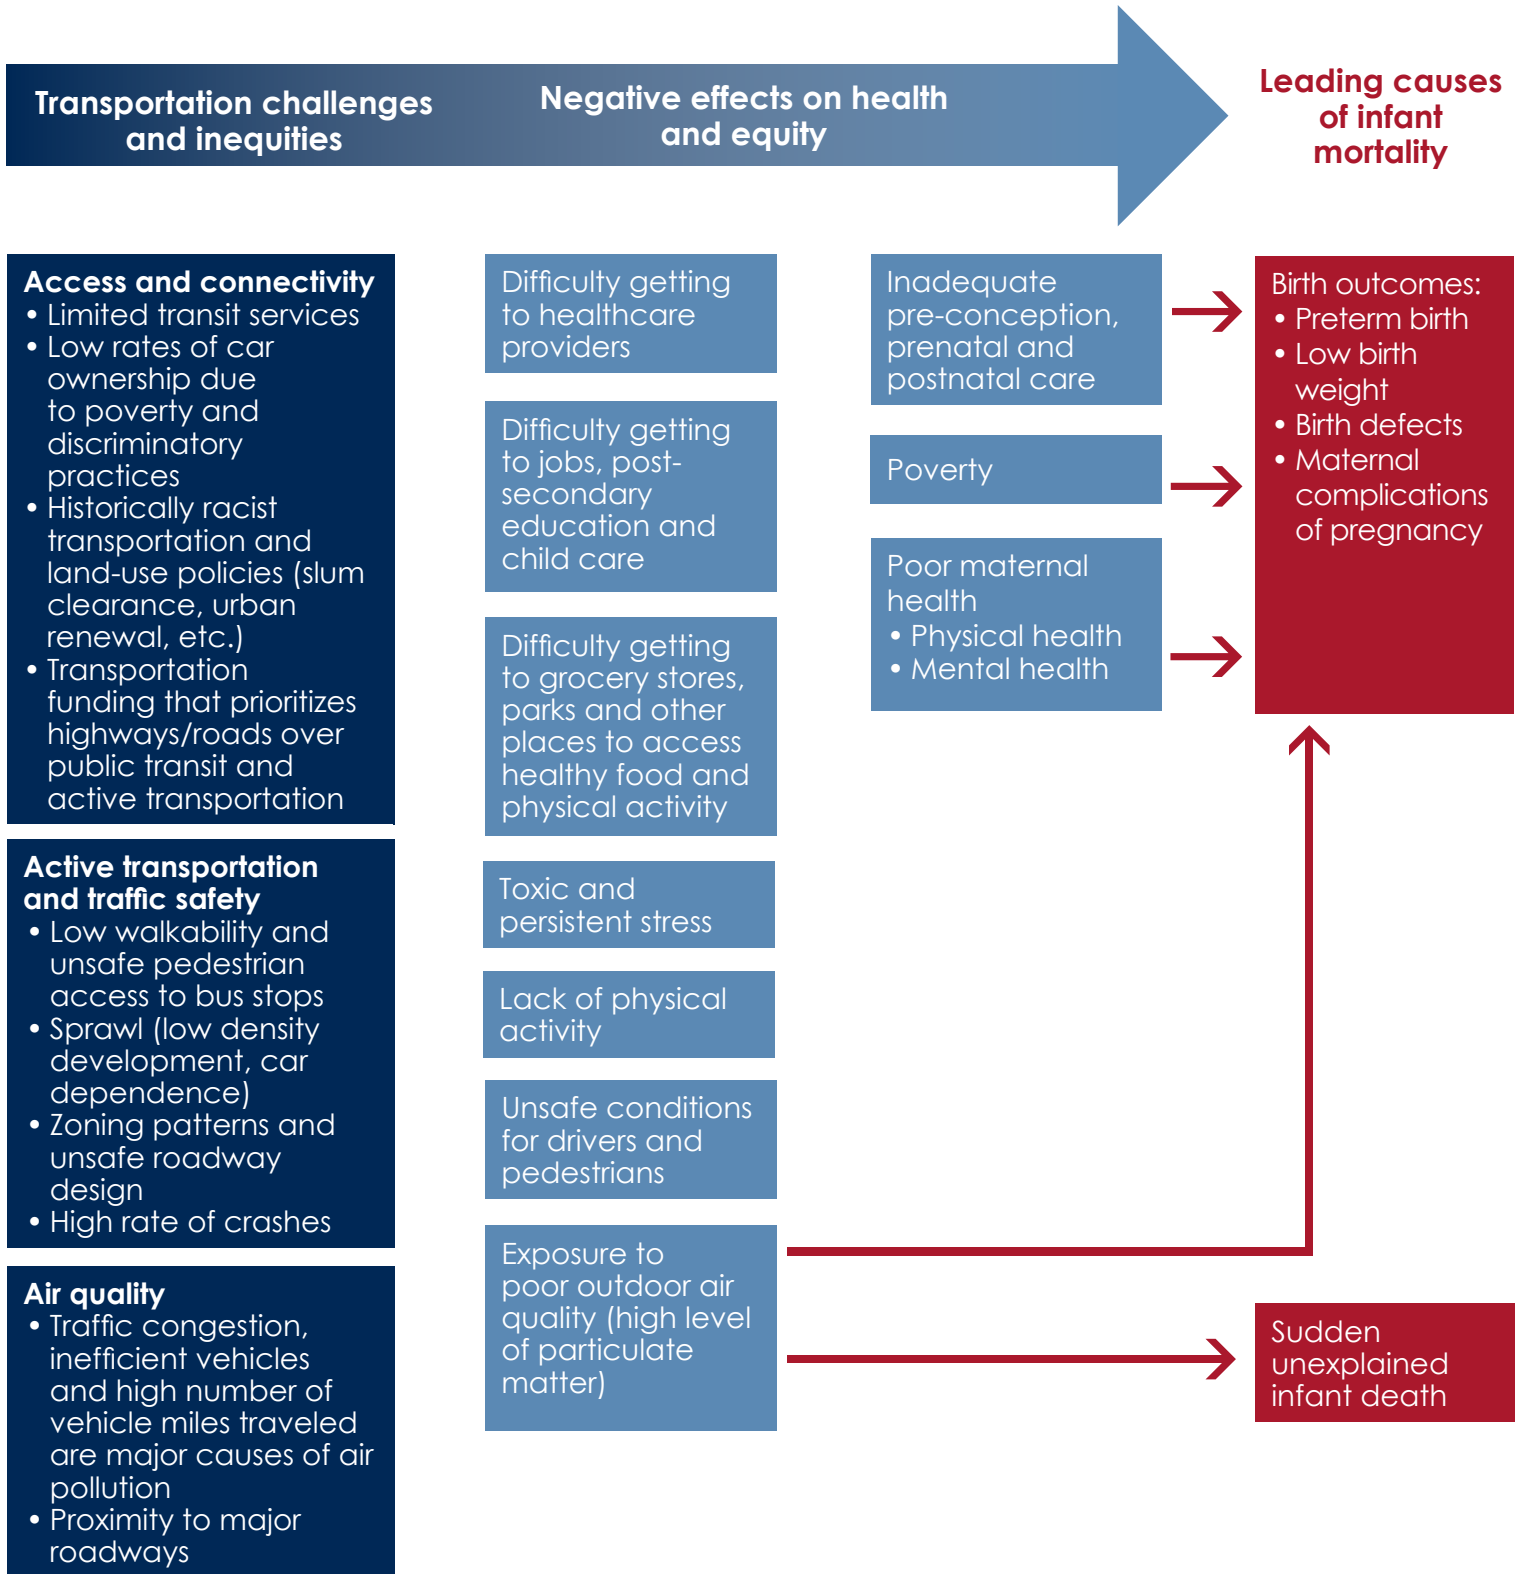 Transportation challenges
and inequities
Negative effects on health
and equity
Leading causes
of infant
mortality
Access and connectivity
• Limited transit services
• Low rates of car
ownership due
to poverty and
discriminatory
practices
• Historically racist
transportation and
land-use policies (slum
clearance, urban
renewal, etc.)
• Transportation
funding that prioritizes
highways/roads over
public transit and
active transportation
Active transportation
and traffic safety
• Low walkability and
unsafe pedestrian
access to bus stops
• Sprawl (low density
development, car
dependence)
• Zoning patterns and
unsafe roadway
design
• High rate of crashes
Air quality
• Traffic congestion,
inefficient vehicles
and high number of
vehicle miles traveled
are major causes of air
pollution
• Proximity to major
roadways
Difficulty getting
to healthcare
providers
Difficulty getting
to jobs, post-
secondary
education and
child care
Difficulty getting
to grocery stores,
parks and other
places to access
healthy food and
physical activity
Toxic and
persistent stress
Lack of physical
activity
Unsafe conditions
for drivers and
pedestrians
Exposure to
poor outdoor air
quality (high level
of particulate
matter)
Inadequate
pre-conception,
prenatal and
postnatal care
Poverty
Poor maternal
health
• Physical health
• Mental health
Birth outcomes:
• Preterm birth
• Low birth
weight
• Birth defects
• Maternal
complications
of pregnancy
Sudden
unexplained
infant death